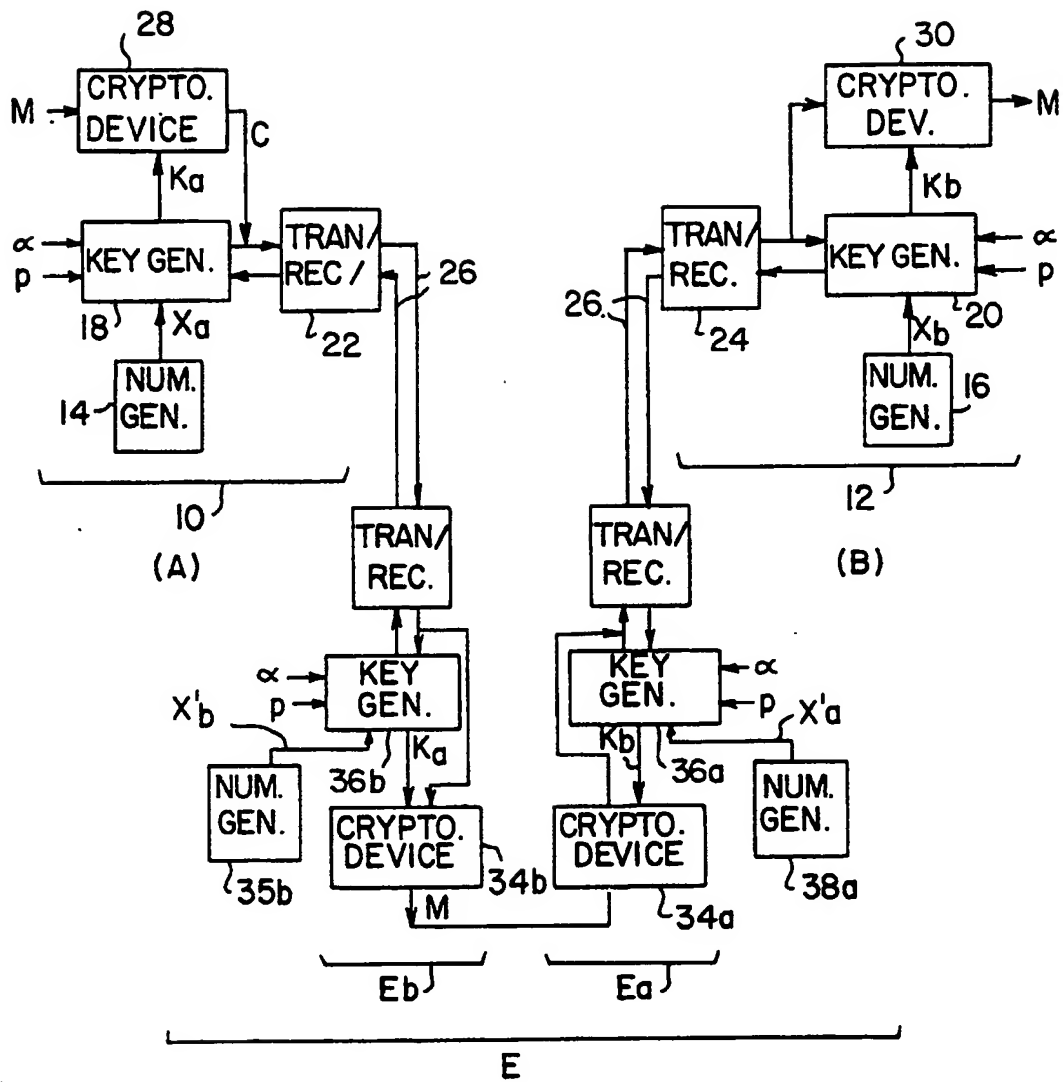 28
CRYPTO.
DEVICE
M
C
Ka
α
p
KEY GEN.
TRAN/
REC/
18
Xa
22
26
NUM.
GEN.
14
10
(A)
30
CRYPTO.
DEV.
M
Kb
TRAN/
REC.
KEY GEN.
α
p
26
24
20
Xb
NUM.
GEN.
16
12
(B)
TRAN/
REC.
TRAN/
REC.
α
p
KEY
GEN.
KEY
GEN.
α
p
X'b
Ka
36b
Kb
36a
X'a
NUM.
GEN.
35b
CRYPTO.
DEVICE
34b
CRYPTO.
DEVICE
34a
NUM.
GEN.
38a
M
Eb
Ea
E